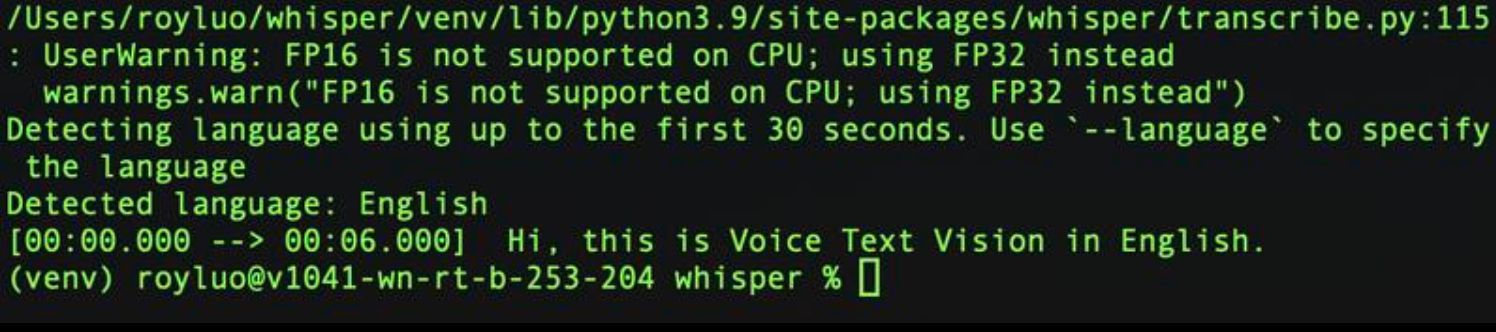 /Users/royluo/whisper/venv/lib/python3.9/site-packages/whisper/transcribe.py:115
: UserWarning: FP16 is not supported on CPU; using FP32 instead
  warnings.warn("FP16 is not supported on CPU; using FP32 instead")
Detecting language using up to the first 30 seconds. Use `--language` to specify
 the language
Detected language: English
[00:00.000 --> 00:06.000]  Hi, this is Voice Text Vision in English.
(venv) royluo@v1041-wn-rt-b-253-204 whisper %